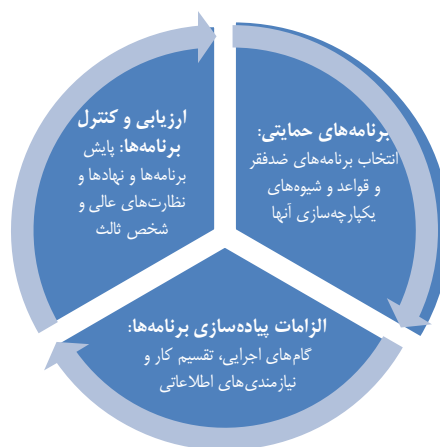 برنامه‌های حمایتی:
انتخاب برنامه‌های ضدفقر
و قواعد و شیوه‌های
یکپارچه‌سازی آنها
الزامات پیاده‌سازی برنامه‌ها:
گام‌های اجرایی، تقسیم کار و
نیازمندی‌های اطلاعاتی
ارزیابی و کنترل
برنامه‌ها: پایش
برنامه‌ها و نهادها و
نظارت‌های عالی و
شخص ثالث